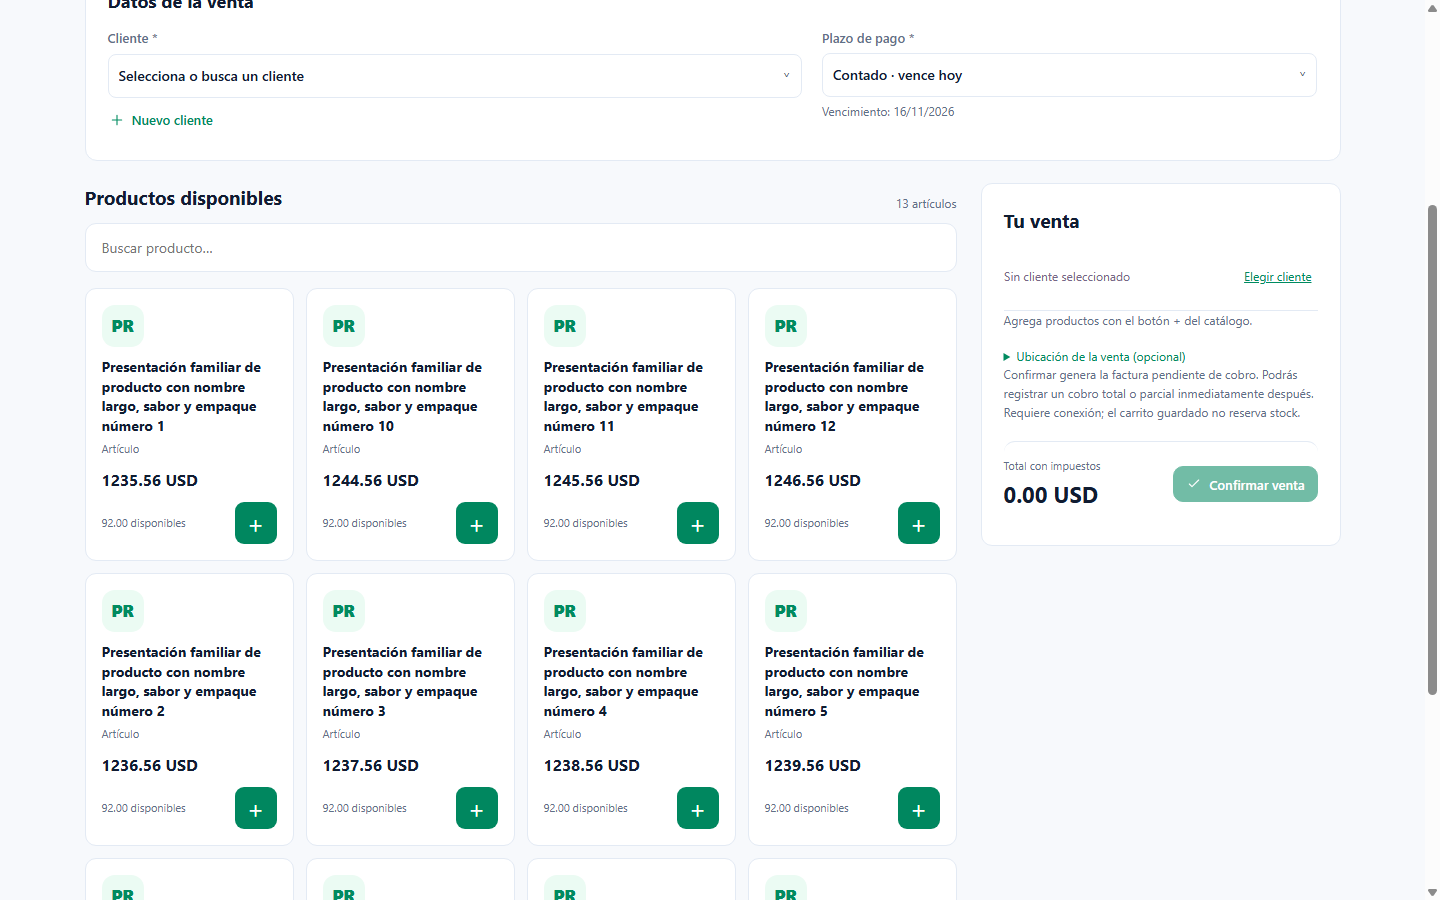 Datos de la venta
Cliente *
Selecciona o busca un cliente
+ Nuevo cliente
Plazo de pago *
Contado · vence hoy
Vencimiento: 16/11/2026
Productos disponibles
13 artículos
Buscar producto...
PR
Presentación familiar de
producto con nombre
largo, sabor y empaque
número 1
Artículo
1235.56 USD
92.00 disponibles
+
PR
Presentación familiar de
producto con nombre
largo, sabor y empaque
número 10
Artículo
1244.56 USD
92.00 disponibles
+
PR
Presentación familiar de
producto con nombre
largo, sabor y empaque
número 11
Artículo
1245.56 USD
92.00 disponibles
+
PR
Presentación familiar de
producto con nombre
largo, sabor y empaque
número 12
Artículo
1246.56 USD
92.00 disponibles
+
PR
Presentación familiar de
producto con nombre
largo, sabor y empaque
número 2
Artículo
1236.56 USD
92.00 disponibles
+
PR
Presentación familiar de
producto con nombre
largo, sabor y empaque
número 3
Artículo
1237.56 USD
92.00 disponibles
+
PR
Presentación familiar de
producto con nombre
largo, sabor y empaque
número 4
Artículo
1238.56 USD
92.00 disponibles
+
PR
Presentación familiar de
producto con nombre
largo, sabor y empaque
número 5
Artículo
1239.56 USD
92.00 disponibles
+
PR
PR
PR
PR
Tu venta
Sin cliente seleccionado
Elegir cliente
Agrega productos con el botón + del catálogo.
Ubicación de la venta (opcional)
Confirmar genera la factura pendiente de cobro. Podrás
registrar un cobro total o parcial inmediatamente después.
Requiere conexión; el carrito guardado no reserva stock.
Total con impuestos
0.00 USD
Confirmar venta